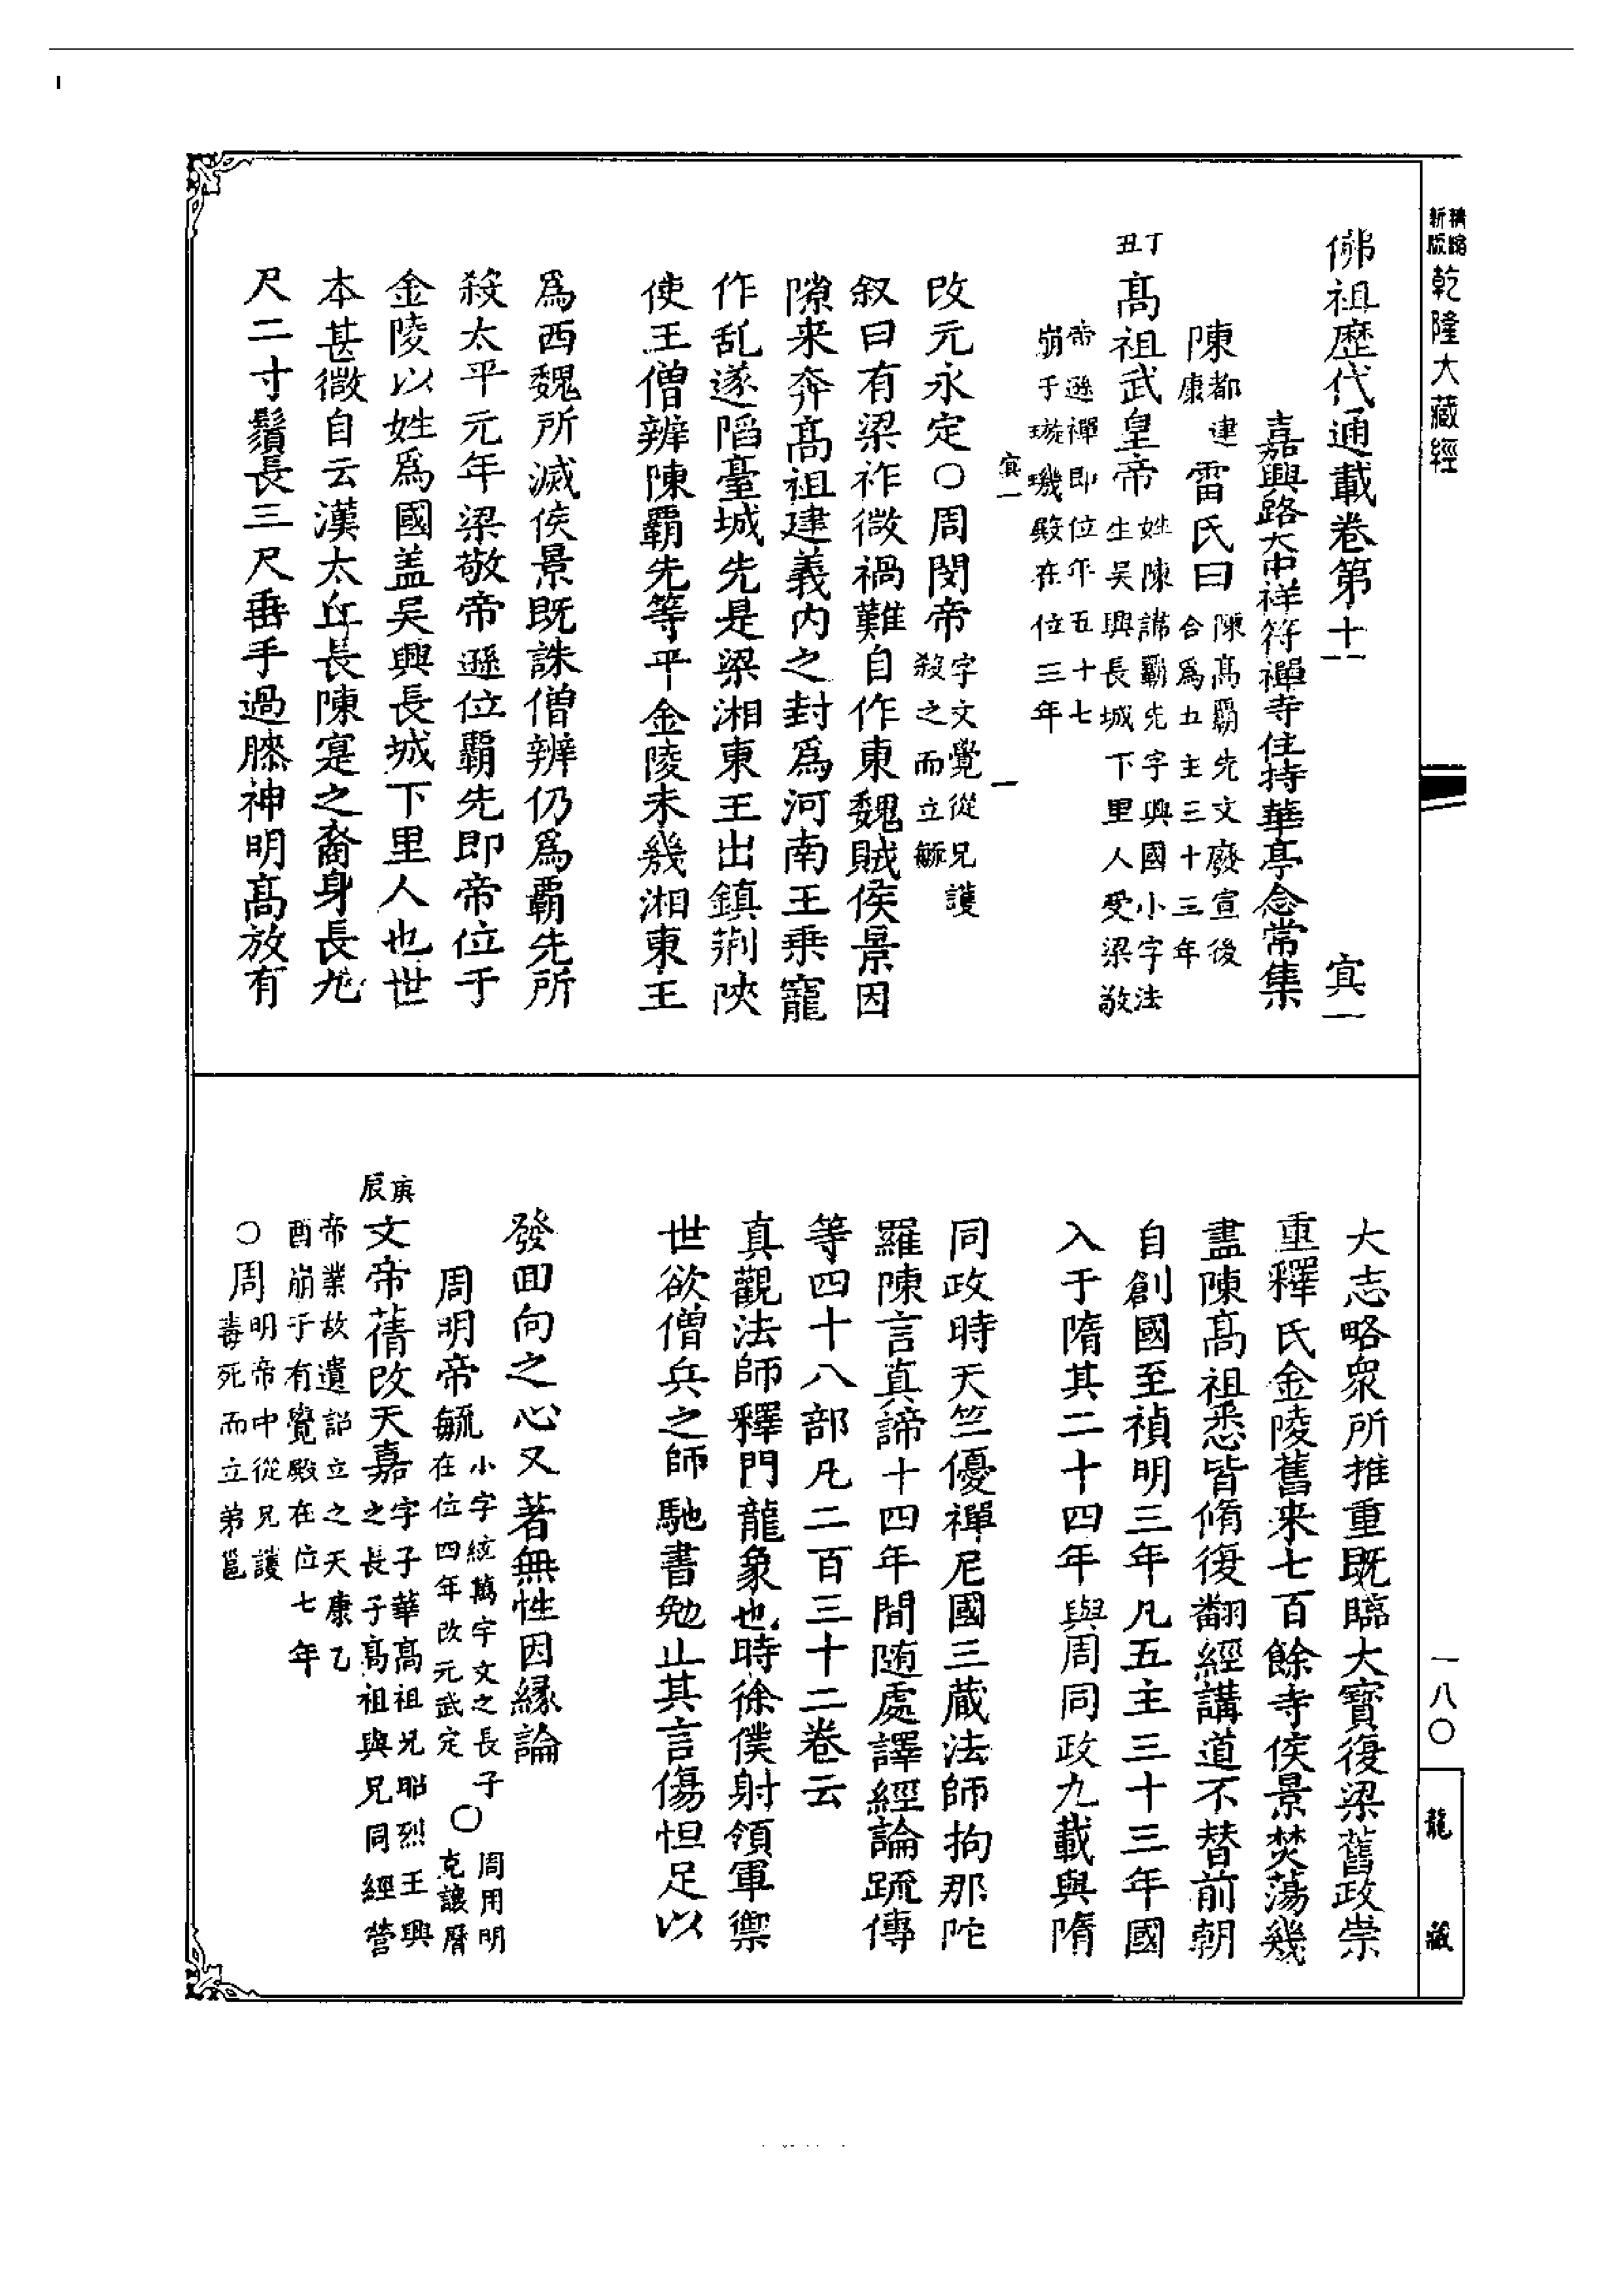 精縮新版乾隆大藏經
佛祖歷代通載卷第十一　寘一
嘉興路大中祥符禪寺住持華亭念常集
陳都建康雷氏曰陳高霸先文廢宣後合爲五主三十三年
丁丑高祖武皇帝姓陳諱霸先字興國小字法生吳興長城下里人受梁敬
帝遜禪即位年五十七崩于璇璣殿在位三年
寘一　一
改元永定○周閔帝字文覺從兄護殺之而立毓
叙曰有梁祚微禍難自作東魏賊侯景因
隙来奔高祖建義內之封爲河南王乗寵
作乱遂陷臺城先是梁湘東王出鎮荆陝
使王僧辨陳覇先等平金陵未幾湘東王
爲西魏所滅侯景既誅僧辨仍爲覇先所
殺太平元年梁敬帝遜位覇先即帝位于
金陵以姓爲國盖吳興長城下里人也世
本甚微自云漢太丘長陳寔之裔身長九
尺二寸鬚長三尺垂手過膝神明高放有
大志略衆所推重既臨大寳復梁舊政崇
重釋氏金陵舊来七百餘寺侯景焚蕩幾
盡陳高祖悉皆脩復翻經講道不替前朝
自創國至禎明三年凡五主三十三年國
入于隋其二十四年與周同政九載與隋
同政時天竺優禪尼國三藏法師拘那陀
羅陳言真諦十四年間随處譯經論疏傳
等四十八部凡二百三十二卷云
真觀法師釋門龍象也時徐僕射領軍禦
世欲僧兵之師馳書勉止其言傷怛足以
發回向之心又著無性因縁論
周明帝毓小字綂萬字文之長子在位四年改元武定○周用明克讓曆
庚辰文帝蒨改天嘉字子華高祖兄昭烈王興之長子高祖與兄同經營
帝業故遺詔立之天康乙酉崩于有覺殿在位七年
○周明帝中從兄護毒死而立弟邕
一八〇
龍藏